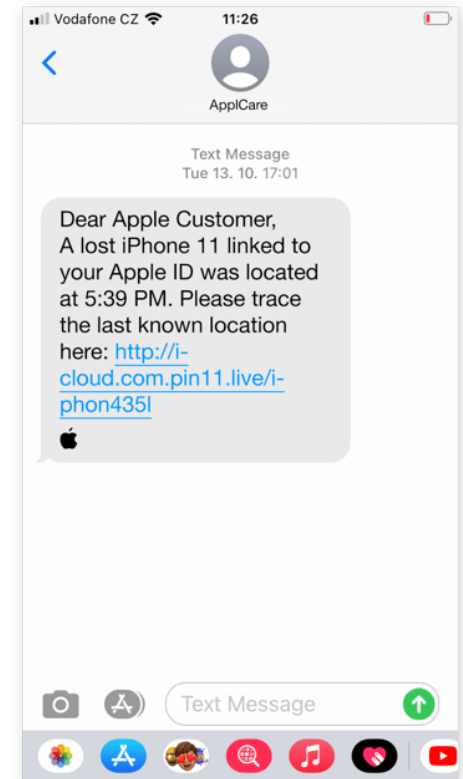 Vodafone CZ 11:26
ApplCare
Text Message
Tue 13. 10. 17:01
Dear Apple Customer,
A lost iPhone 11 linked to
your Apple ID was located
at 5:39 PM. Please trace
the last known location
here: http://i-
cloud.com.pin11.live/i-
phon435l
Text Message